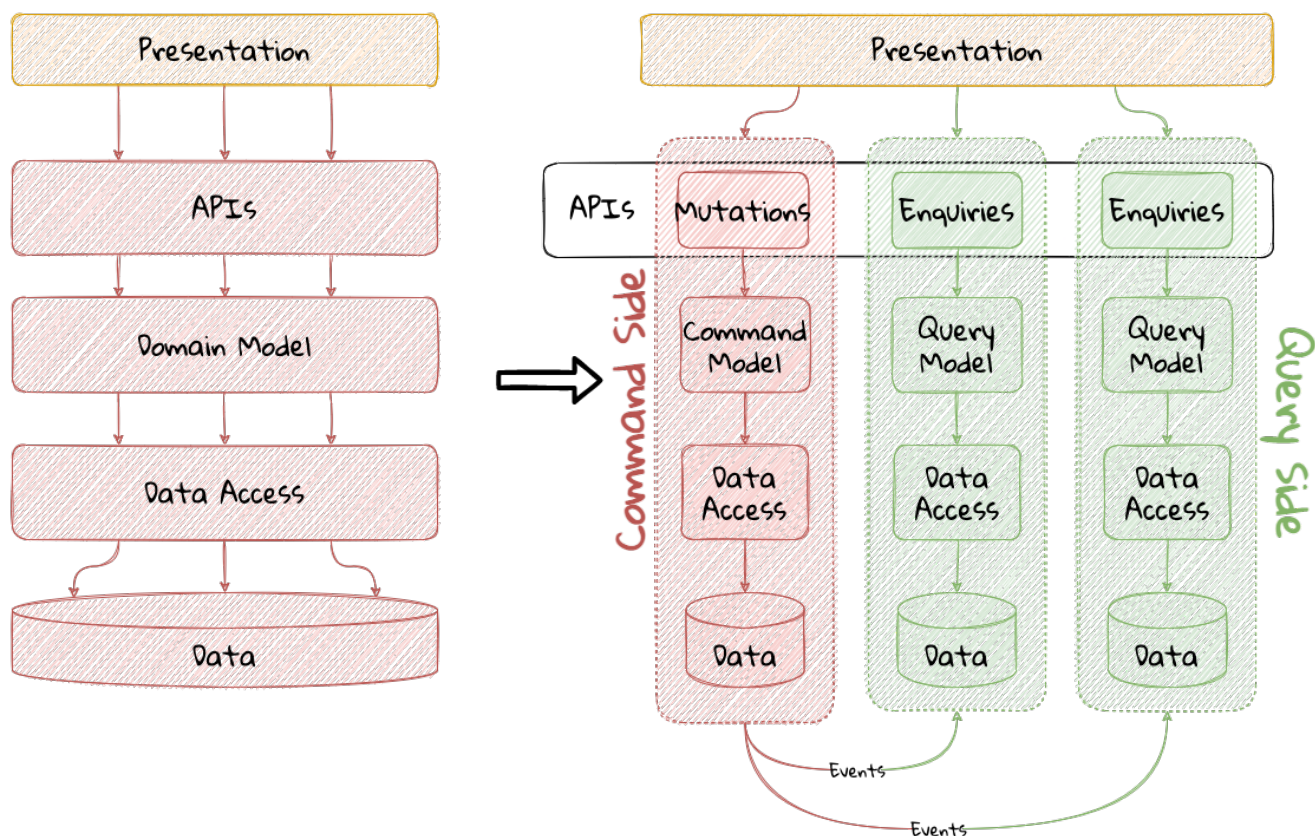 Presentation
APIs
Domain Model
Data Access
Data
Presentation
APIs
Mutations
Enquiries
Enquiries
Command Side
Command
Model
Query
Model
Query
Model
Query Side
Data
Access
Data
Access
Data
Access
Data
Data
Data
Events
Events